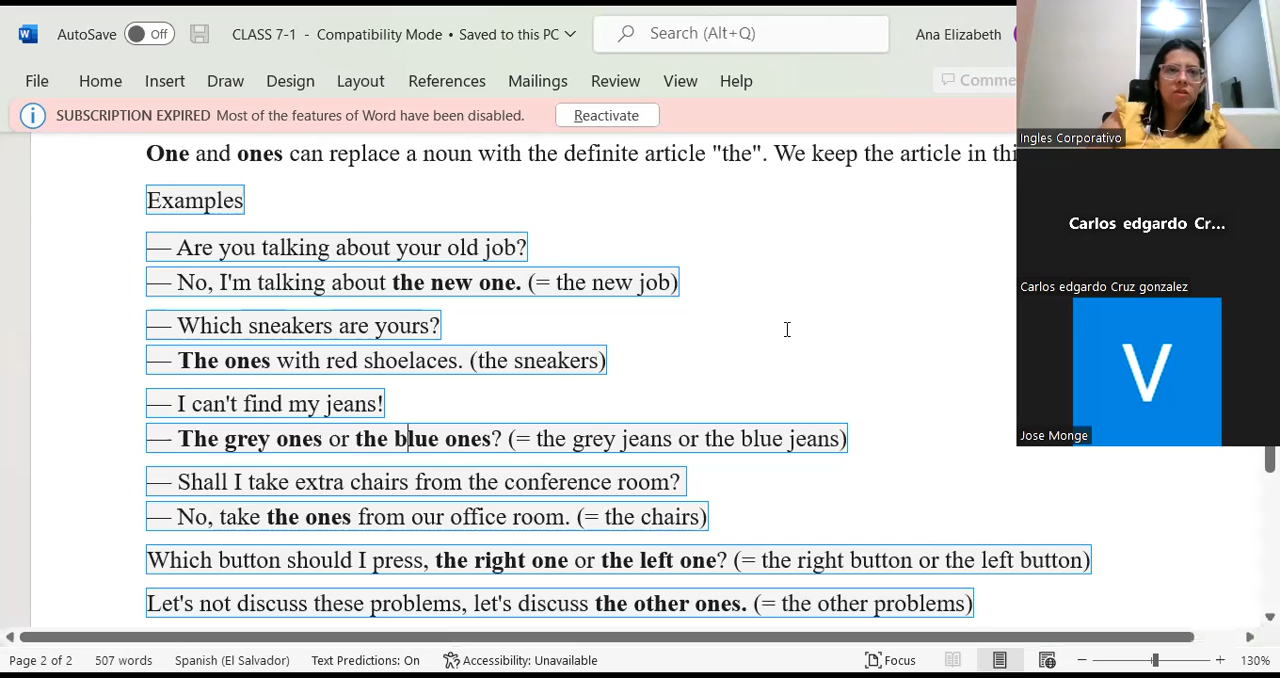 AutoSave Off CLASS 7-1 - Compatibility Mode • Saved to this PC Search (Alt+Q) Ana Elizabeth
File Home Insert Draw Design Layout References Mailings Review View Help Comme
SUBSCRIPTION EXPIRED Most of the features of Word have been disabled. Reactivate
Ingles Corporativo
One and ones can replace a noun with the definite article "the". We keep the article in thi
Examples
— Are you talking about your old job?
— No, I'm talking about the new one. (= the new job)
— Which sneakers are yours?
— The ones with red shoelaces. (the sneakers)
— I can't find my jeans!
— The grey ones or the blue ones? (= the grey jeans or the blue jeans)
— Shall I take extra chairs from the conference room?
— No, take the ones from our office room. (= the chairs)
Which button should I press, the right one or the left one? (= the right button or the left button)
Let's not discuss these problems, let's discuss the other ones. (= the other problems)
Carlos edgardo Cr...
Carlos edgardo Cruz gonzalez
V
Jose Monge
Page 2 of 2 507 words Spanish (El Salvador) Text Predictions: On Accessibility: Unavailable Focus 130%